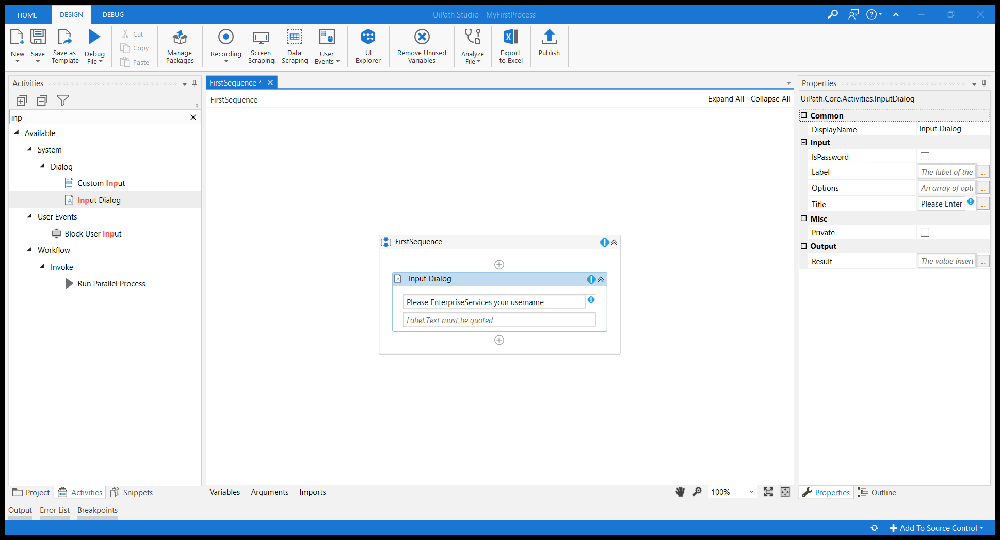 HOME DESIGN DEBUG UiPath Studio - MyFirstProcess
New Save Save as Template Debug File Cut Copy Paste Manage Packages Recording Screen Scraping Data Scraping User Events UI Explorer Remove Unused Variables Analyze File Export to Excel Publish
Activities
inp
Available
System
Dialog
Custom Input
Input Dialog
User Events
Block User Input
Workflow
Invoke
Run Parallel Process
Project Activities Snippets
FirstSequence *
FirstSequence Expand All Collapse All
FirstSequence
Input Dialog
Please EnterpriseServices your username
Label.Text must be quoted
Variables Arguments Imports 100%
Properties
UiPath.Core.Activities.InputDialog
Common
DisplayName Input Dialog
Input
IsPassword
Label The label of the ...
Options An array of opti ...
Title Please Enter ...
Misc
Private
Output
Result The value inser ...
Properties Outline
Output Error List Breakpoints
Add To Source Control